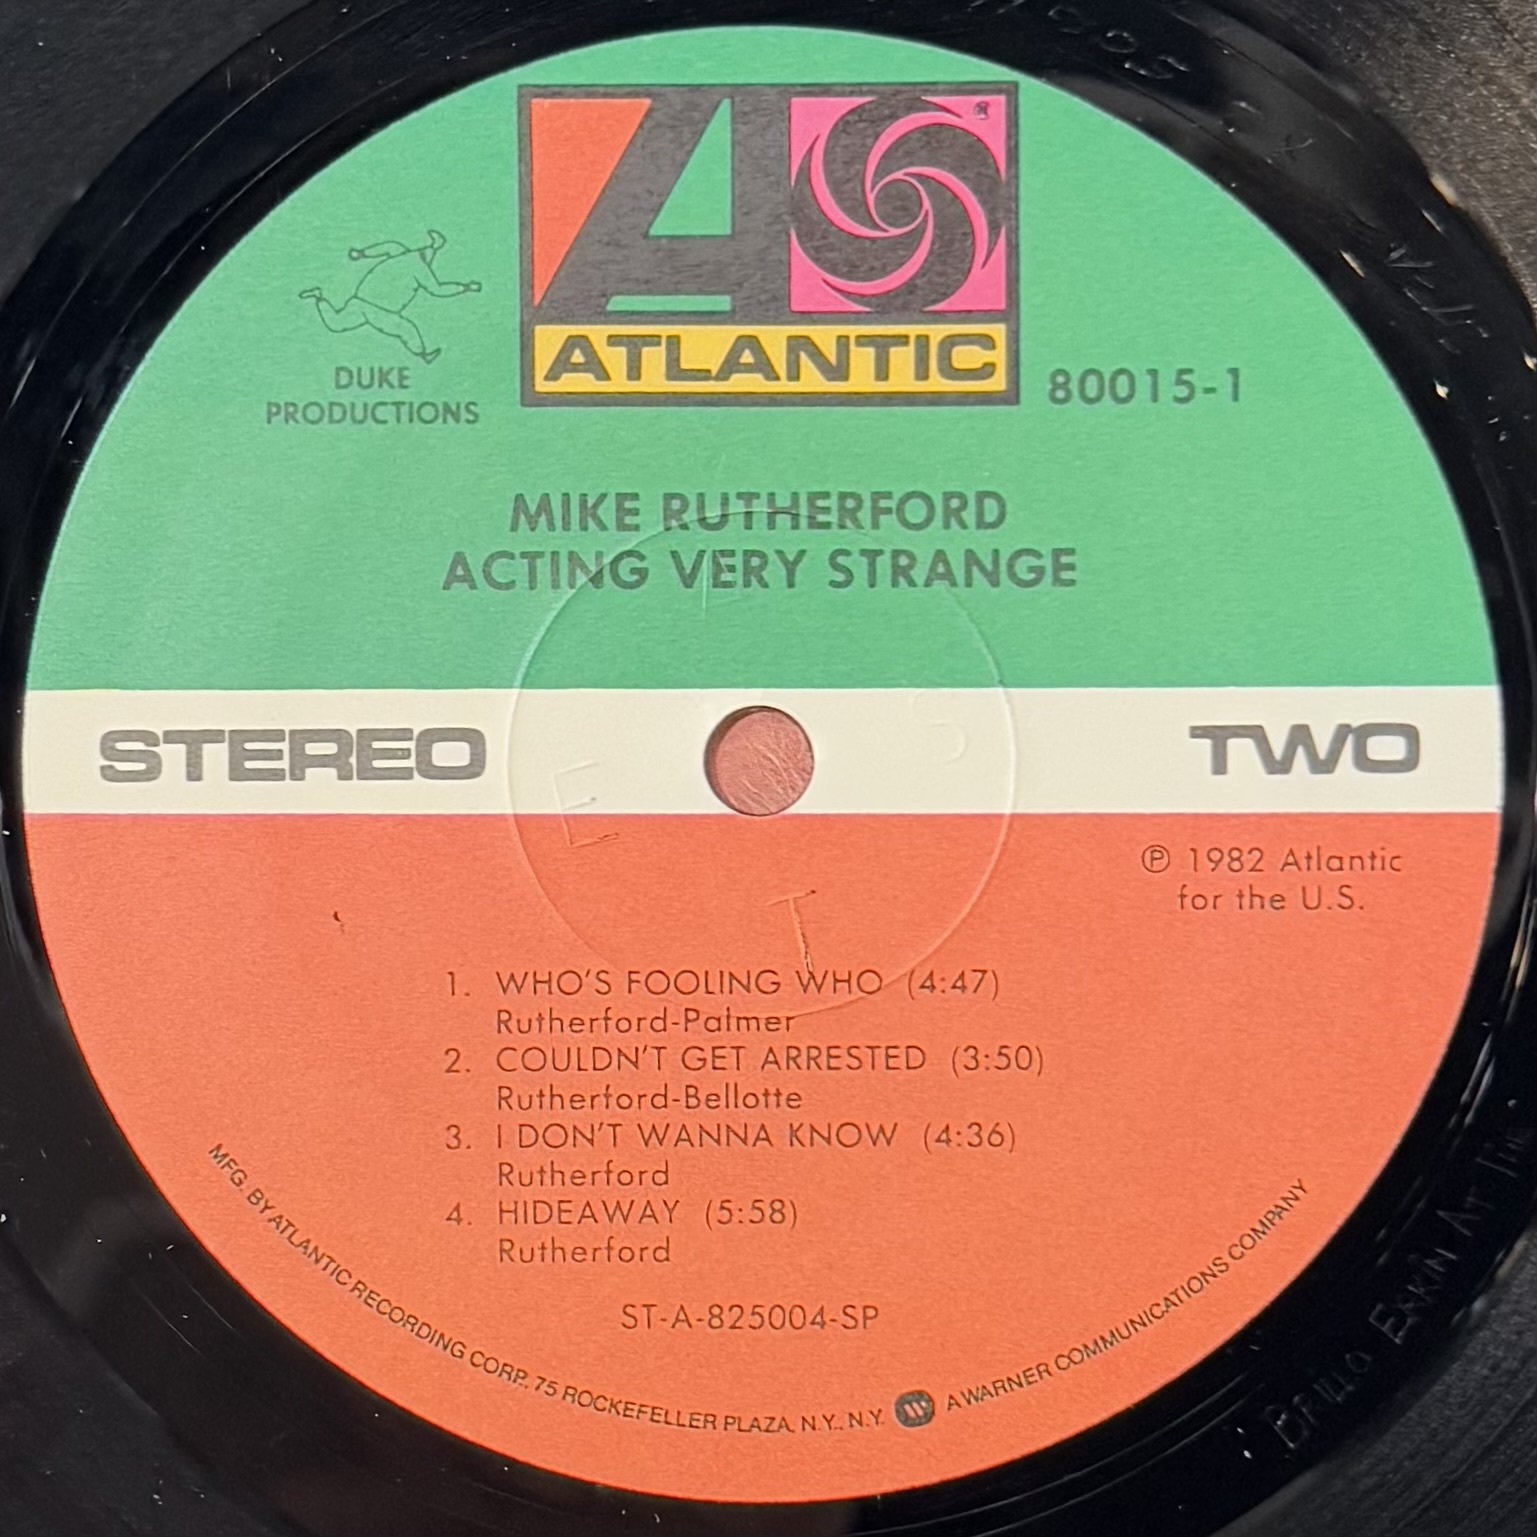 ATLANTIC
®
DUKE
PRODUCTIONS
80015-1
MIKE RUTHERFORD
ACTING VERY STRANGE
STEREO
TWO
℗ 1982 Atlantic
for the U.S.
1. WHO'S FOOLING WHO (4:47)
Rutherford-Palmer
2. COULDN'T GET ARRESTED (3:50)
Rutherford-Bellotte
3. I DON'T WANNA KNOW (4:36)
Rutherford
4. HIDEAWAY (5:58)
Rutherford
ST-A-825004-SP
MFG. BY ATLANTIC RECORDING CORP., 75 ROCKEFELLER PLAZA, N.Y., N.Y. A WARNER COMMUNICATIONS COMPANY